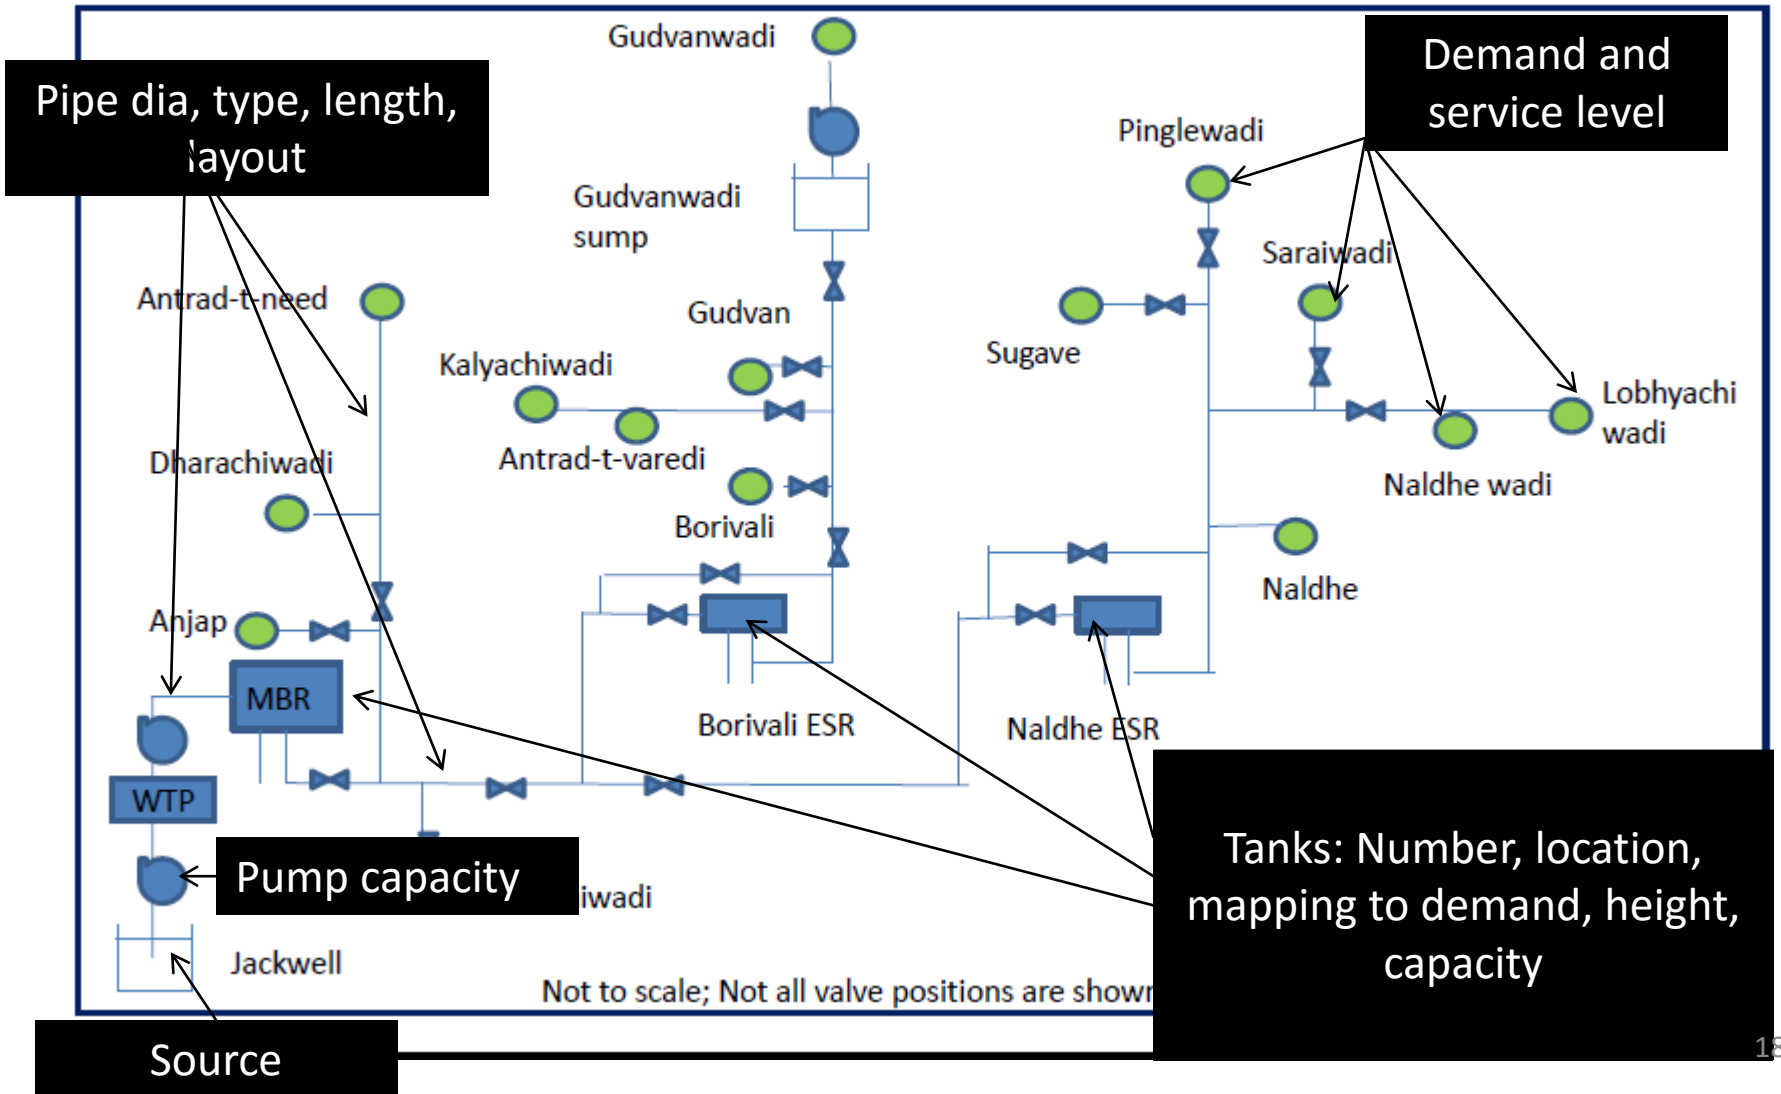 Gudvanwadi
Demand and
service level
Pipe dia, type, length,
layout
Pinglewadi
Gudvanwadi
sump
Saraiwadi
Antrad-t-need
Gudvan
Sugave
Kalyachiwadi
Lobhyachi
wadi
Dharachiwadi
Antrad-t-varedi
Naldhe wadi
Borivali
Naldhe
Anjap
MBR
Borivali ESR
Naldhe ESR
WTP
Tanks: Number, location,
mapping to demand, height,
capacity
Pump capacity
iwadi
Jackwell
Not to scale; Not all valve positions are shown
Source
18